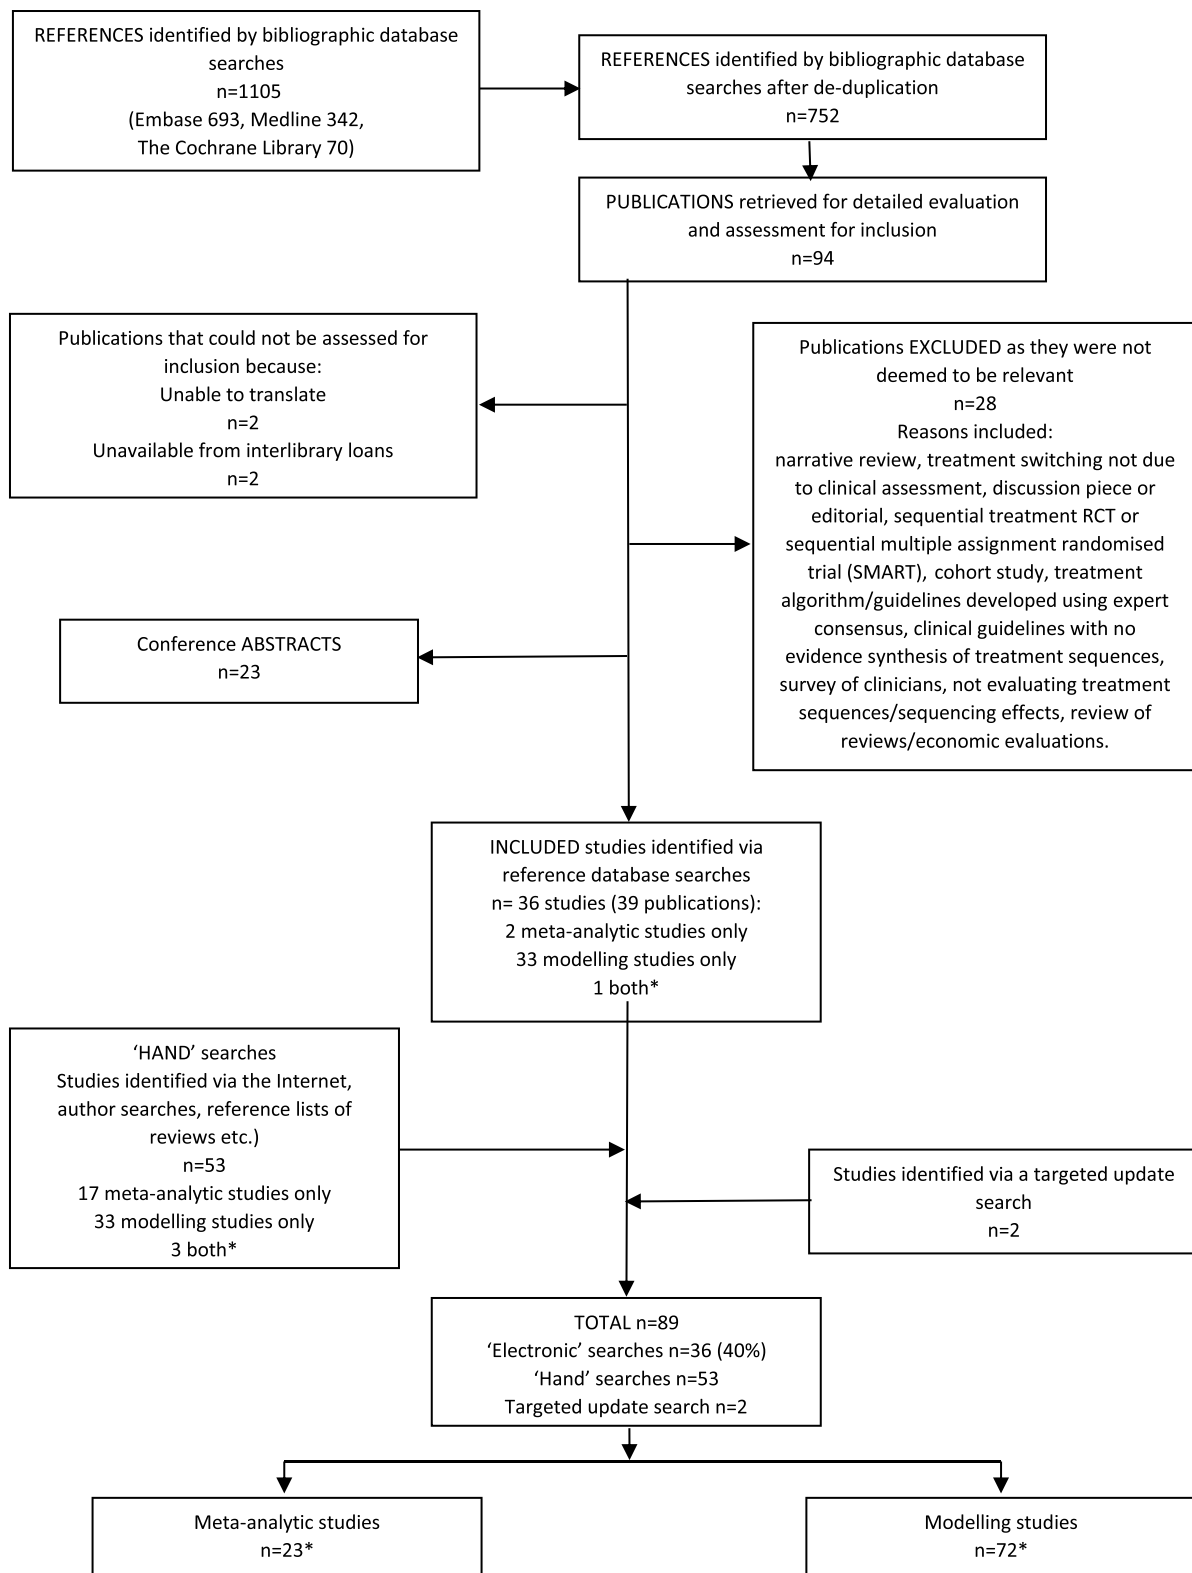 REFERENCES identified by bibliographic database
searches
n=1105
(Embase 693, Medline 342,
The Cochrane Library 70)
REFERENCES identified by bibliographic database
searches after de-duplication
n=752
PUBLICATIONS retrieved for detailed evaluation
and assessment for inclusion
n=94
Publications that could not be assessed for
inclusion because:
Unable to translate
n=2
Unavailable from interlibrary loans
n=2
Publications EXCLUDED as they were not
deemed to be relevant
n=28
Reasons included:
narrative review, treatment switching not due
to clinical assessment, discussion piece or
editorial, sequential treatment RCT or
sequential multiple assignment randomised
trial (SMART), cohort study, treatment
algorithm/guidelines developed using expert
consensus, clinical guidelines with no
evidence synthesis of treatment sequences,
survey of clinicians, not evaluating treatment
sequences/sequencing effects, review of
reviews/economic evaluations.
Conference ABSTRACTS
n=23
INCLUDED studies identified via
reference database searches
n= 36 studies (39 publications):
2 meta-analytic studies only
33 modelling studies only
1 both*
‘HAND’ searches
Studies identified via the Internet,
author searches, reference lists of
reviews etc.)
n=53
17 meta-analytic studies only
33 modelling studies only
3 both*
Studies identified via a targeted update
search
n=2
TOTAL n=89
‘Electronic’ searches n=36 (40%)
‘Hand’ searches n=53
Targeted update search n=2
Meta-analytic studies
n=23*
Modelling studies
n=72*